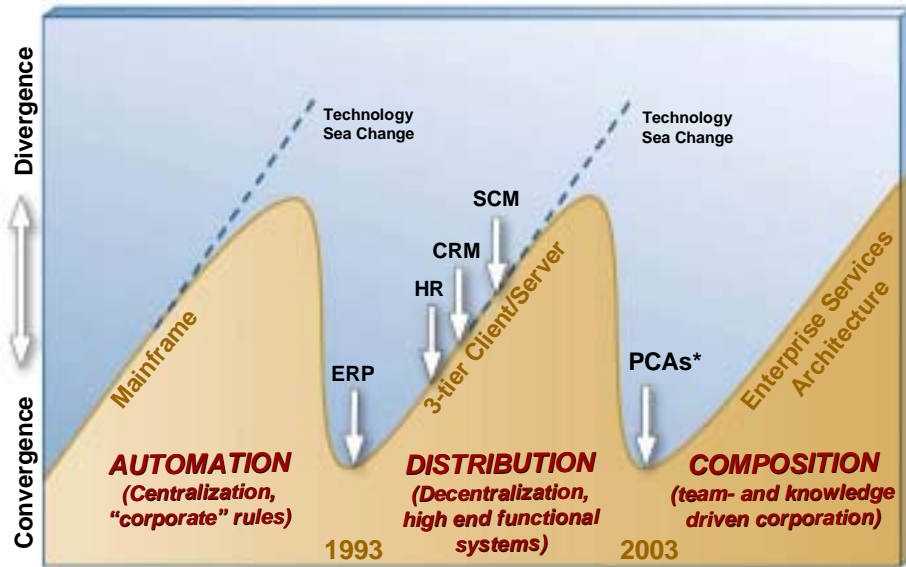 Divergence
Convergence
Technology
Sea Change
Technology
Sea Change
SCM
CRM
HR
ERP
PCAs*
Mainframe
3-tier Client/Server
Enterprise Services
Architecture
AUTOMATION
(Centralization,
“corporate” rules)
DISTRIBUTION
(Decentralization,
high end functional
systems)
COMPOSITION
(team- and knowledge
driven corporation)
1993
2003